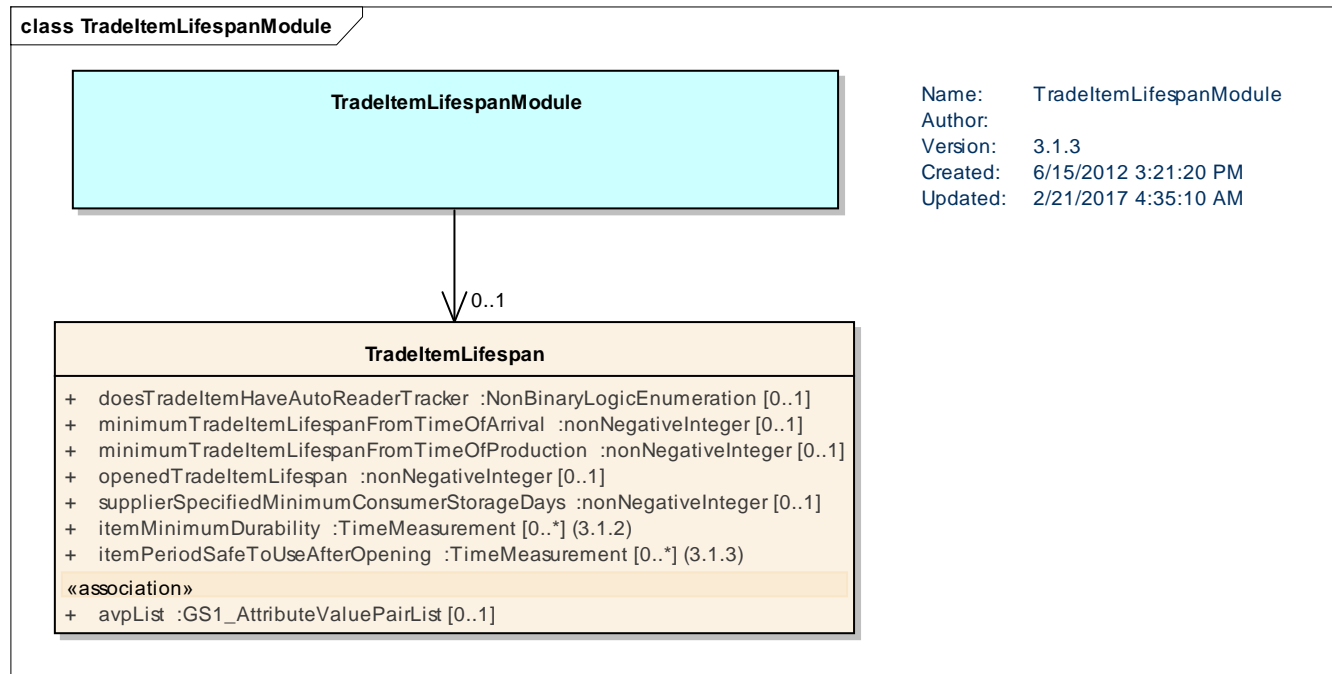 class TradeItemLifespanModule
TradeItemLifespanModule
Name: TradeItemLifespanModule
Author:
Version: 3.1.3
Created: 6/15/2012 3:21:20 PM
Updated: 2/21/2017 4:35:10 AM
0..1
TradeItemLifespan
+ doesTradeItemHaveAutoReaderTracker :NonBinaryLogicEnumeration [0..1]
+ minimumTradeItemLifespanFromTimeOfArrival :nonNegativeInteger [0..1]
+ minimumTradeItemLifespanFromTimeOfProduction :nonNegativeInteger [0..1]
+ openedTradeItemLifespan :nonNegativeInteger [0..1]
+ supplierSpecifiedMinimumConsumerStorageDays :nonNegativeInteger [0..1]
+ itemMinimumDurability :TimeMeasurement [0..*] (3.1.2)
+ itemPeriodSafeToUseAfterOpening :TimeMeasurement [0..*] (3.1.3)
«association»
+ avpList :GS1_AttributeValuePairList [0..1]